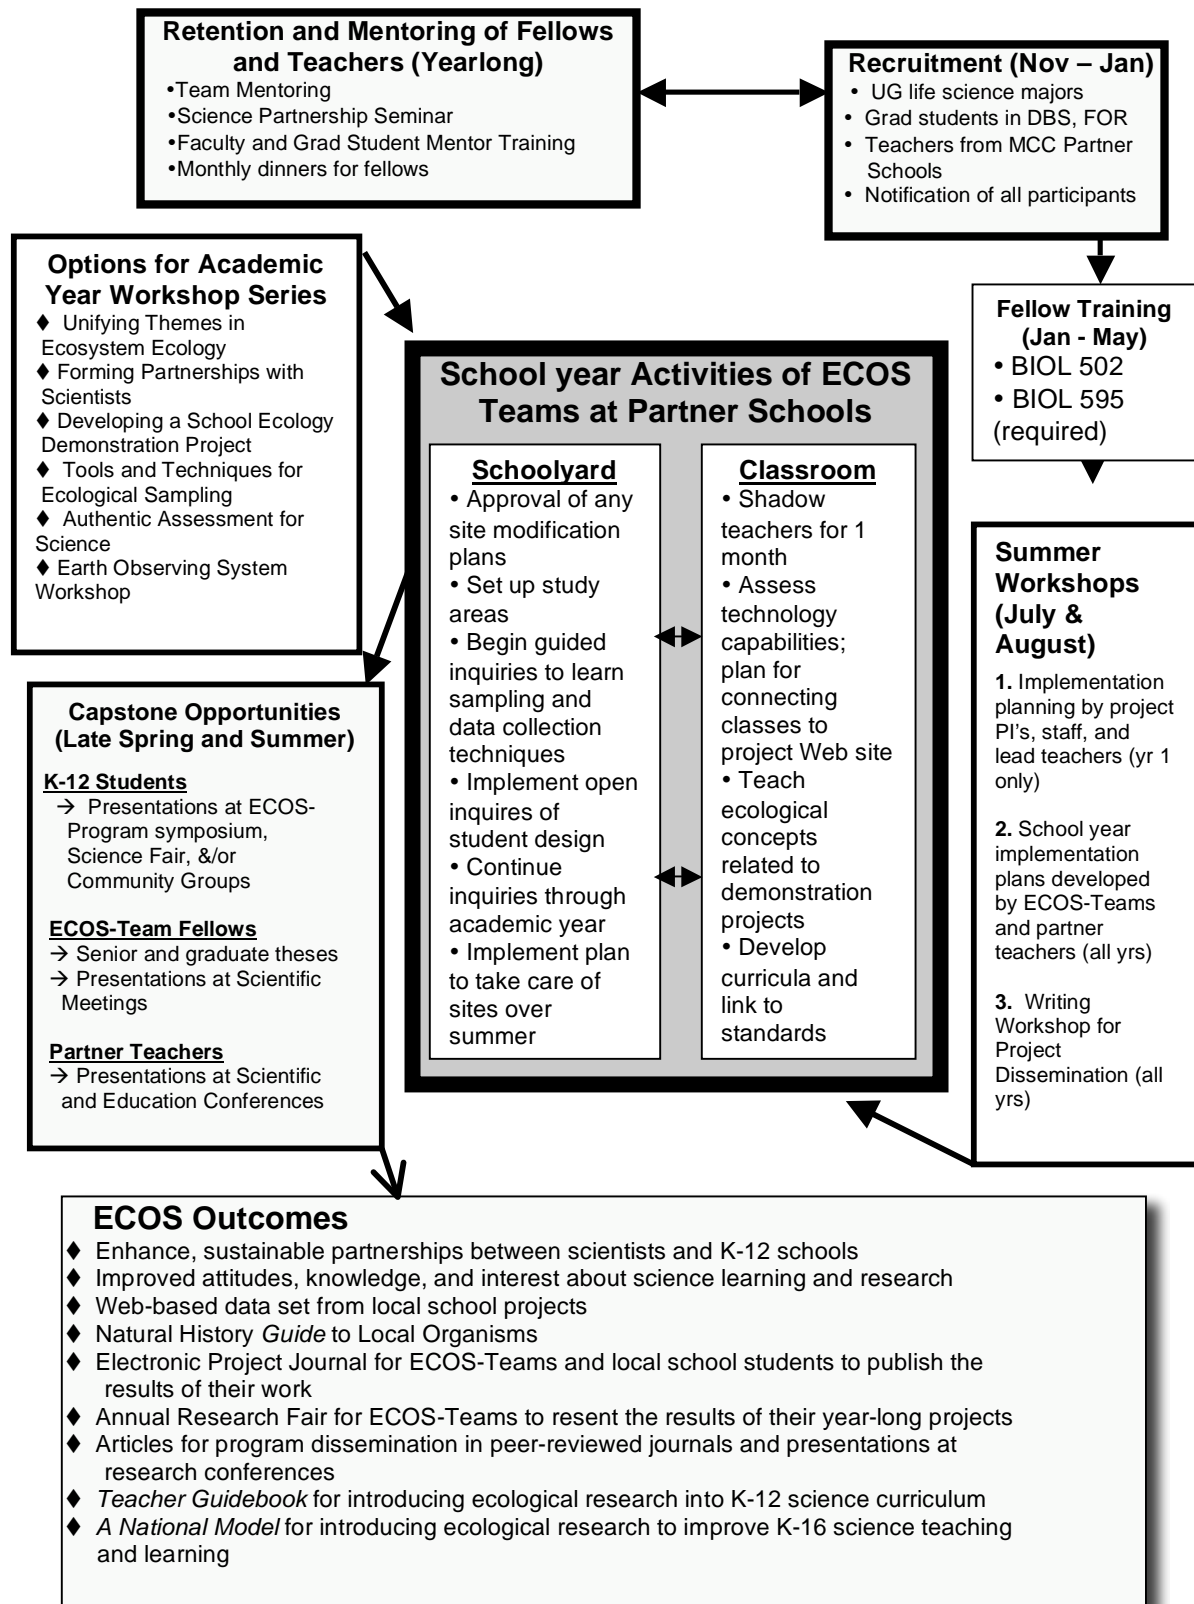 Retention and Mentoring of Fellows
and Teachers (Yearlong)
•Team Mentoring
•Science Partnership Seminar
•Faculty and Grad Student Mentor Training
•Monthly dinners for fellows
Recruitment (Nov – Jan)
• UG life science majors
• Grad students in DBS, FOR
• Teachers from MCC Partner
Schools
• Notification of all participants
Options for Academic
Year Workshop Series
♦ Unifying Themes in
Ecosystem Ecology
♦ Forming Partnerships with
Scientists
♦ Developing a School Ecology
Demonstration Project
♦ Tools and Techniques for
Ecological Sampling
♦ Authentic Assessment for
Science
♦ Earth Observing System
Workshop
Fellow Training
(Jan - May)
• BIOL 502
• BIOL 595
(required)
School year Activities of ECOS
Teams at Partner Schools
Schoolyard
• Approval of any
site modification
plans
• Set up study
areas
• Begin guided
inquiries to learn
sampling and
data collection
techniques
• Implement open
inquires of
student design
• Continue
inquiries through
academic year
• Implement plan
to take care of
sites over
summer
Classroom
• Shadow
teachers for 1
month
• Assess
technology
capabilities;
plan for
connecting
classes to
project Web site
• Teach
ecological
concepts
related to
demonstration
projects
• Develop
curricula and
link to
standards
Summer
Workshops
(July &
August)
1. Implementation
planning by project
PI's, staff, and
lead teachers (yr 1
only)
2. School year
implementation
plans developed
by ECOS-Teams
and partner
teachers (all yrs)
3. Writing
Workshop for
Project
Dissemination (all
yrs)
Capstone Opportunities
(Late Spring and Summer)
K-12 Students
→ Presentations at ECOS-
Program symposium,
Science Fair, &/or
Community Groups
ECOS-Team Fellows
→ Senior and graduate theses
→ Presentations at Scientific
Meetings
Partner Teachers
→ Presentations at Scientific
and Education Conferences
ECOS Outcomes
♦ Enhance, sustainable partnerships between scientists and K-12 schools
♦ Improved attitudes, knowledge, and interest about science learning and research
♦ Web-based data set from local school projects
♦ Natural History Guide to Local Organisms
♦ Electronic Project Journal for ECOS-Teams and local school students to publish the
results of their work
♦ Annual Research Fair for ECOS-Teams to resent the results of their year-long projects
♦ Articles for program dissemination in peer-reviewed journals and presentations at
research conferences
♦ Teacher Guidebook for introducing ecological research into K-12 science curriculum
♦ A National Model for introducing ecological research to improve K-16 science teaching
and learning